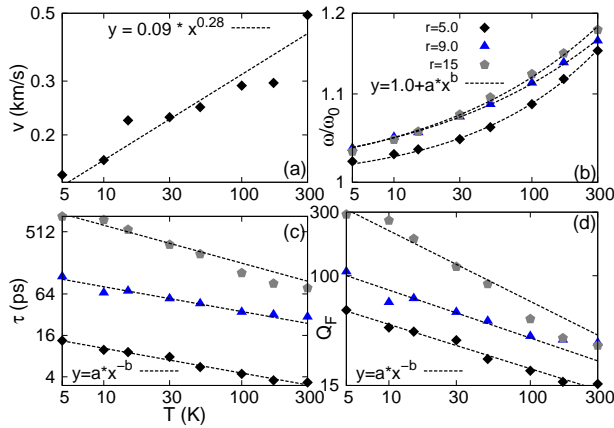 y = 0.09 * x^0.28
0.5
0.3
0.2
v (km/s)
5 10 30 100 300
(a)
r=5.0
r=9.0
r=15
y=1.0+a*x^b
1.2
1.1
1
ω/ω₀
5 10 30 100 300
(b)
512
64
16
4
τ (ps)
(c)
y=a*x^-b
5 10 30 100 300
T (K)
300
100
15
Q_F
(d)
y=a*x^-b
5 10 30 100 300
T (K)